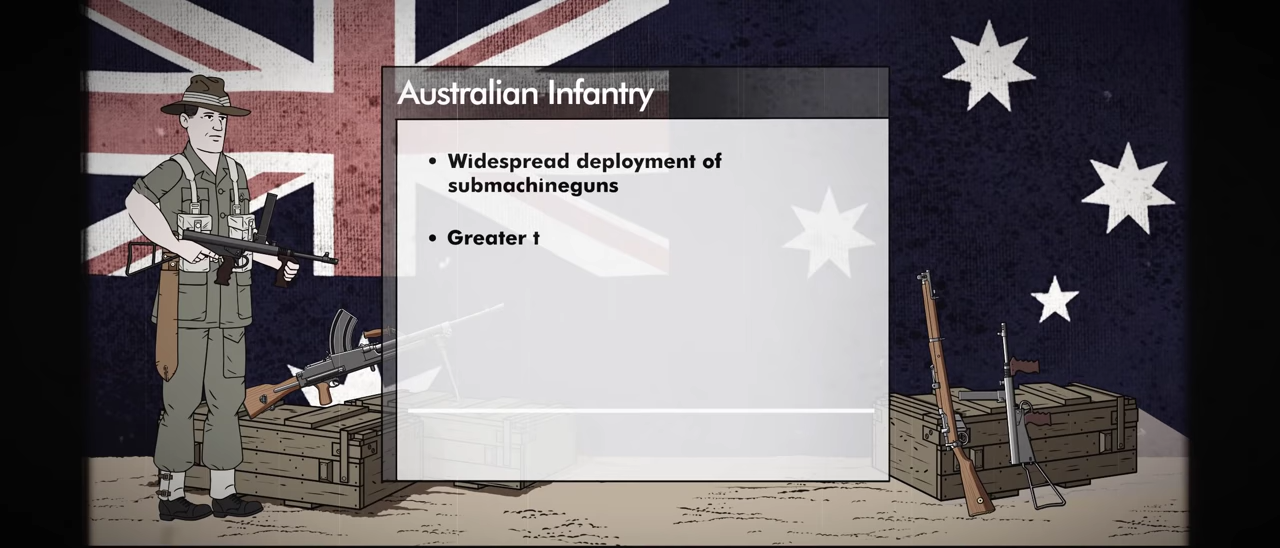 Australian Infantry
• Widespread deployment of
submachineguns
• Greater t